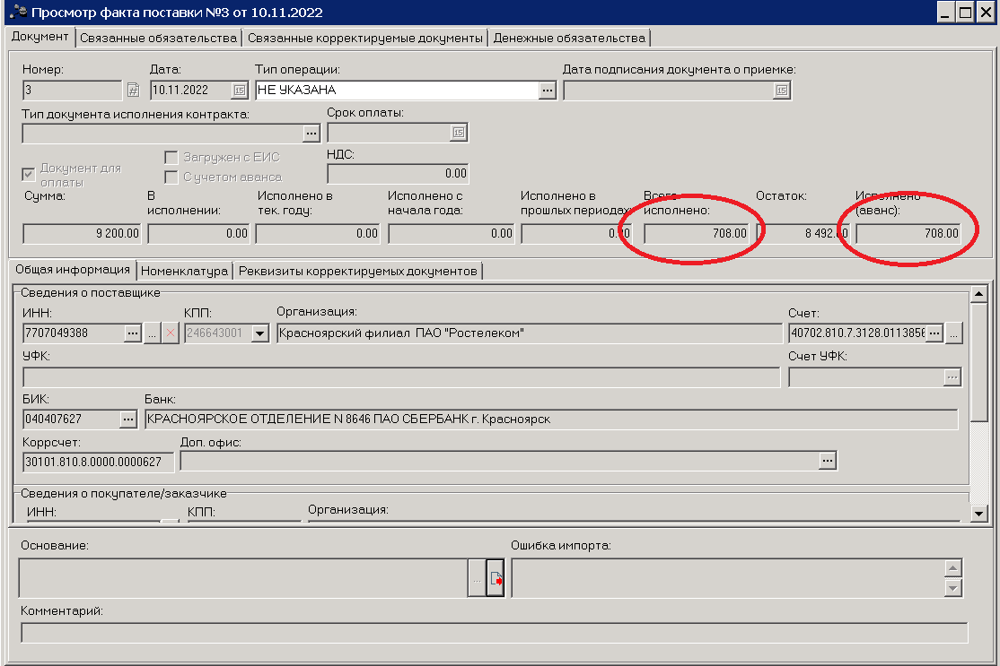 Просмотр факта поставки №3 от 10.11.2022
Документ Связанные обязательства Связанные корректируемые документы Денежные обязательства
Номер: Дата: Тип операции: Дата подписания документа о приемке:
3 # 10.11.2022 15 НЕ УКАЗАНА ... 15
Тип документа исполнения контракта: Срок оплаты:
... 15
Документ для оплаты Загружен с ЕИС НДС:
С учетом аванса 0.00
Сумма: В исполнении: Исполнено в тек. году: Исполнено с начала года: Исполнено в прошлых периодах: Всего исполнено: Остаток: Исполнено (аванс):
9 200.00 0.00 0.00 0.00 0.00 708.00 8 492.00 708.00
Общая информация Номенклатура Реквизиты корректируемых документов
Сведения о поставщике
ИНН: КПП: Организация: Счет:
7707049388 ... ... 246643001 Красноярский филиал ПАО "Ростелеком" 40702.810.7.3128.0113856 ... ...
УФК: Счет УФК:
...
БИК: Банк:
040407627 ... КРАСНОЯРСКОЕ ОТДЕЛЕНИЕ N 8646 ПАО СБЕРБАНК г. Красноярск
Коррсчет: Доп. офис:
30101.810.8.0000.0000627 ...
Сведения о покупателе/заказчике
ИНН: КПП: Организация:
Основание: Ошибка импорта:
...
Комментарий: